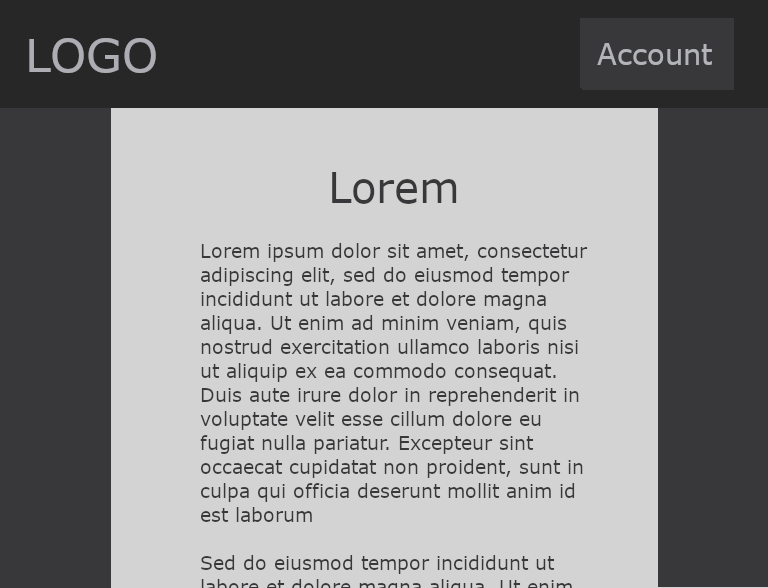 LOGO
Account
Lorem
Lorem ipsum dolor sit amet, consectetur
adipiscing elit, sed do eiusmod tempor
incididunt ut labore et dolore magna
aliqua. Ut enim ad minim veniam, quis
nostrud exercitation ullamco laboris nisi
ut aliquip ex ea commodo consequat.
Duis aute irure dolor in reprehenderit in
voluptate velit esse cillum dolore eu
fugiat nulla pariatur. Excepteur sint
occaecat cupidatat non proident, sunt in
culpa qui officia deserunt mollit anim id
est laborum
Sed do eiusmod tempor incididunt ut
labore et dolore magna aliqua. Ut enim